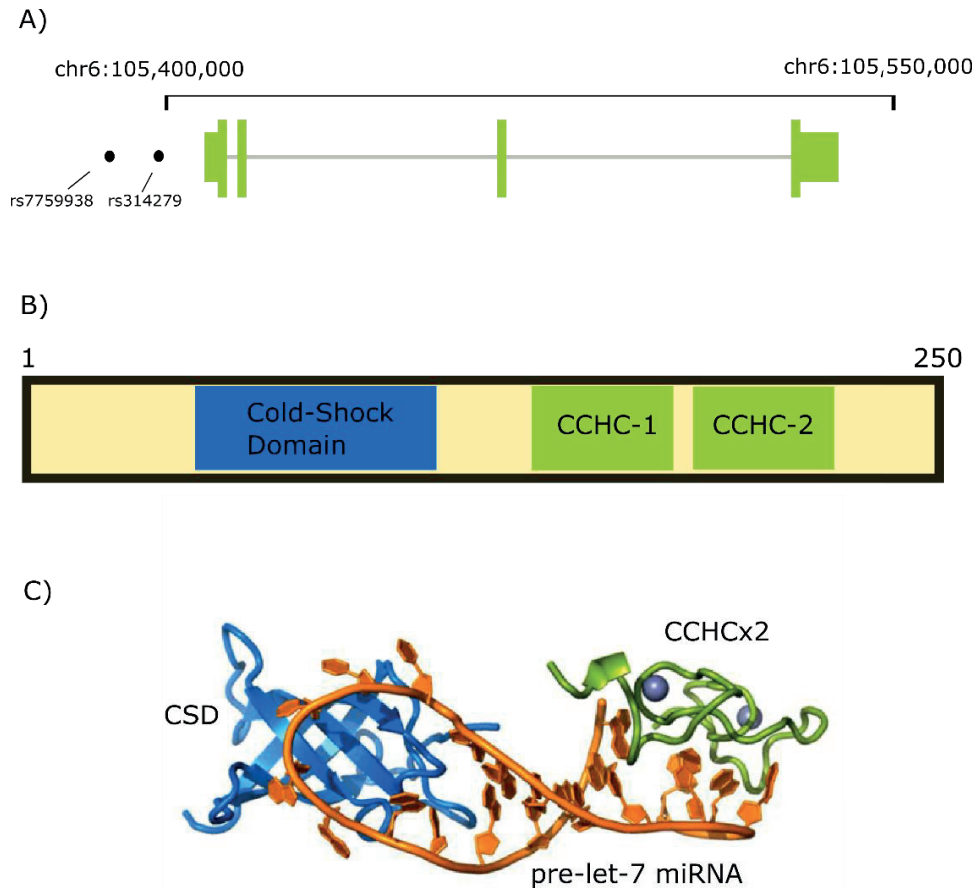 A)
chr6:105,400,000
chr6:105,550,000
rs7759938
rs314279
B)
1
250
Cold-Shock
Domain
CCHC-1
CCHC-2
C)
CCHCx2
CSD
pre-let-7 miRNA